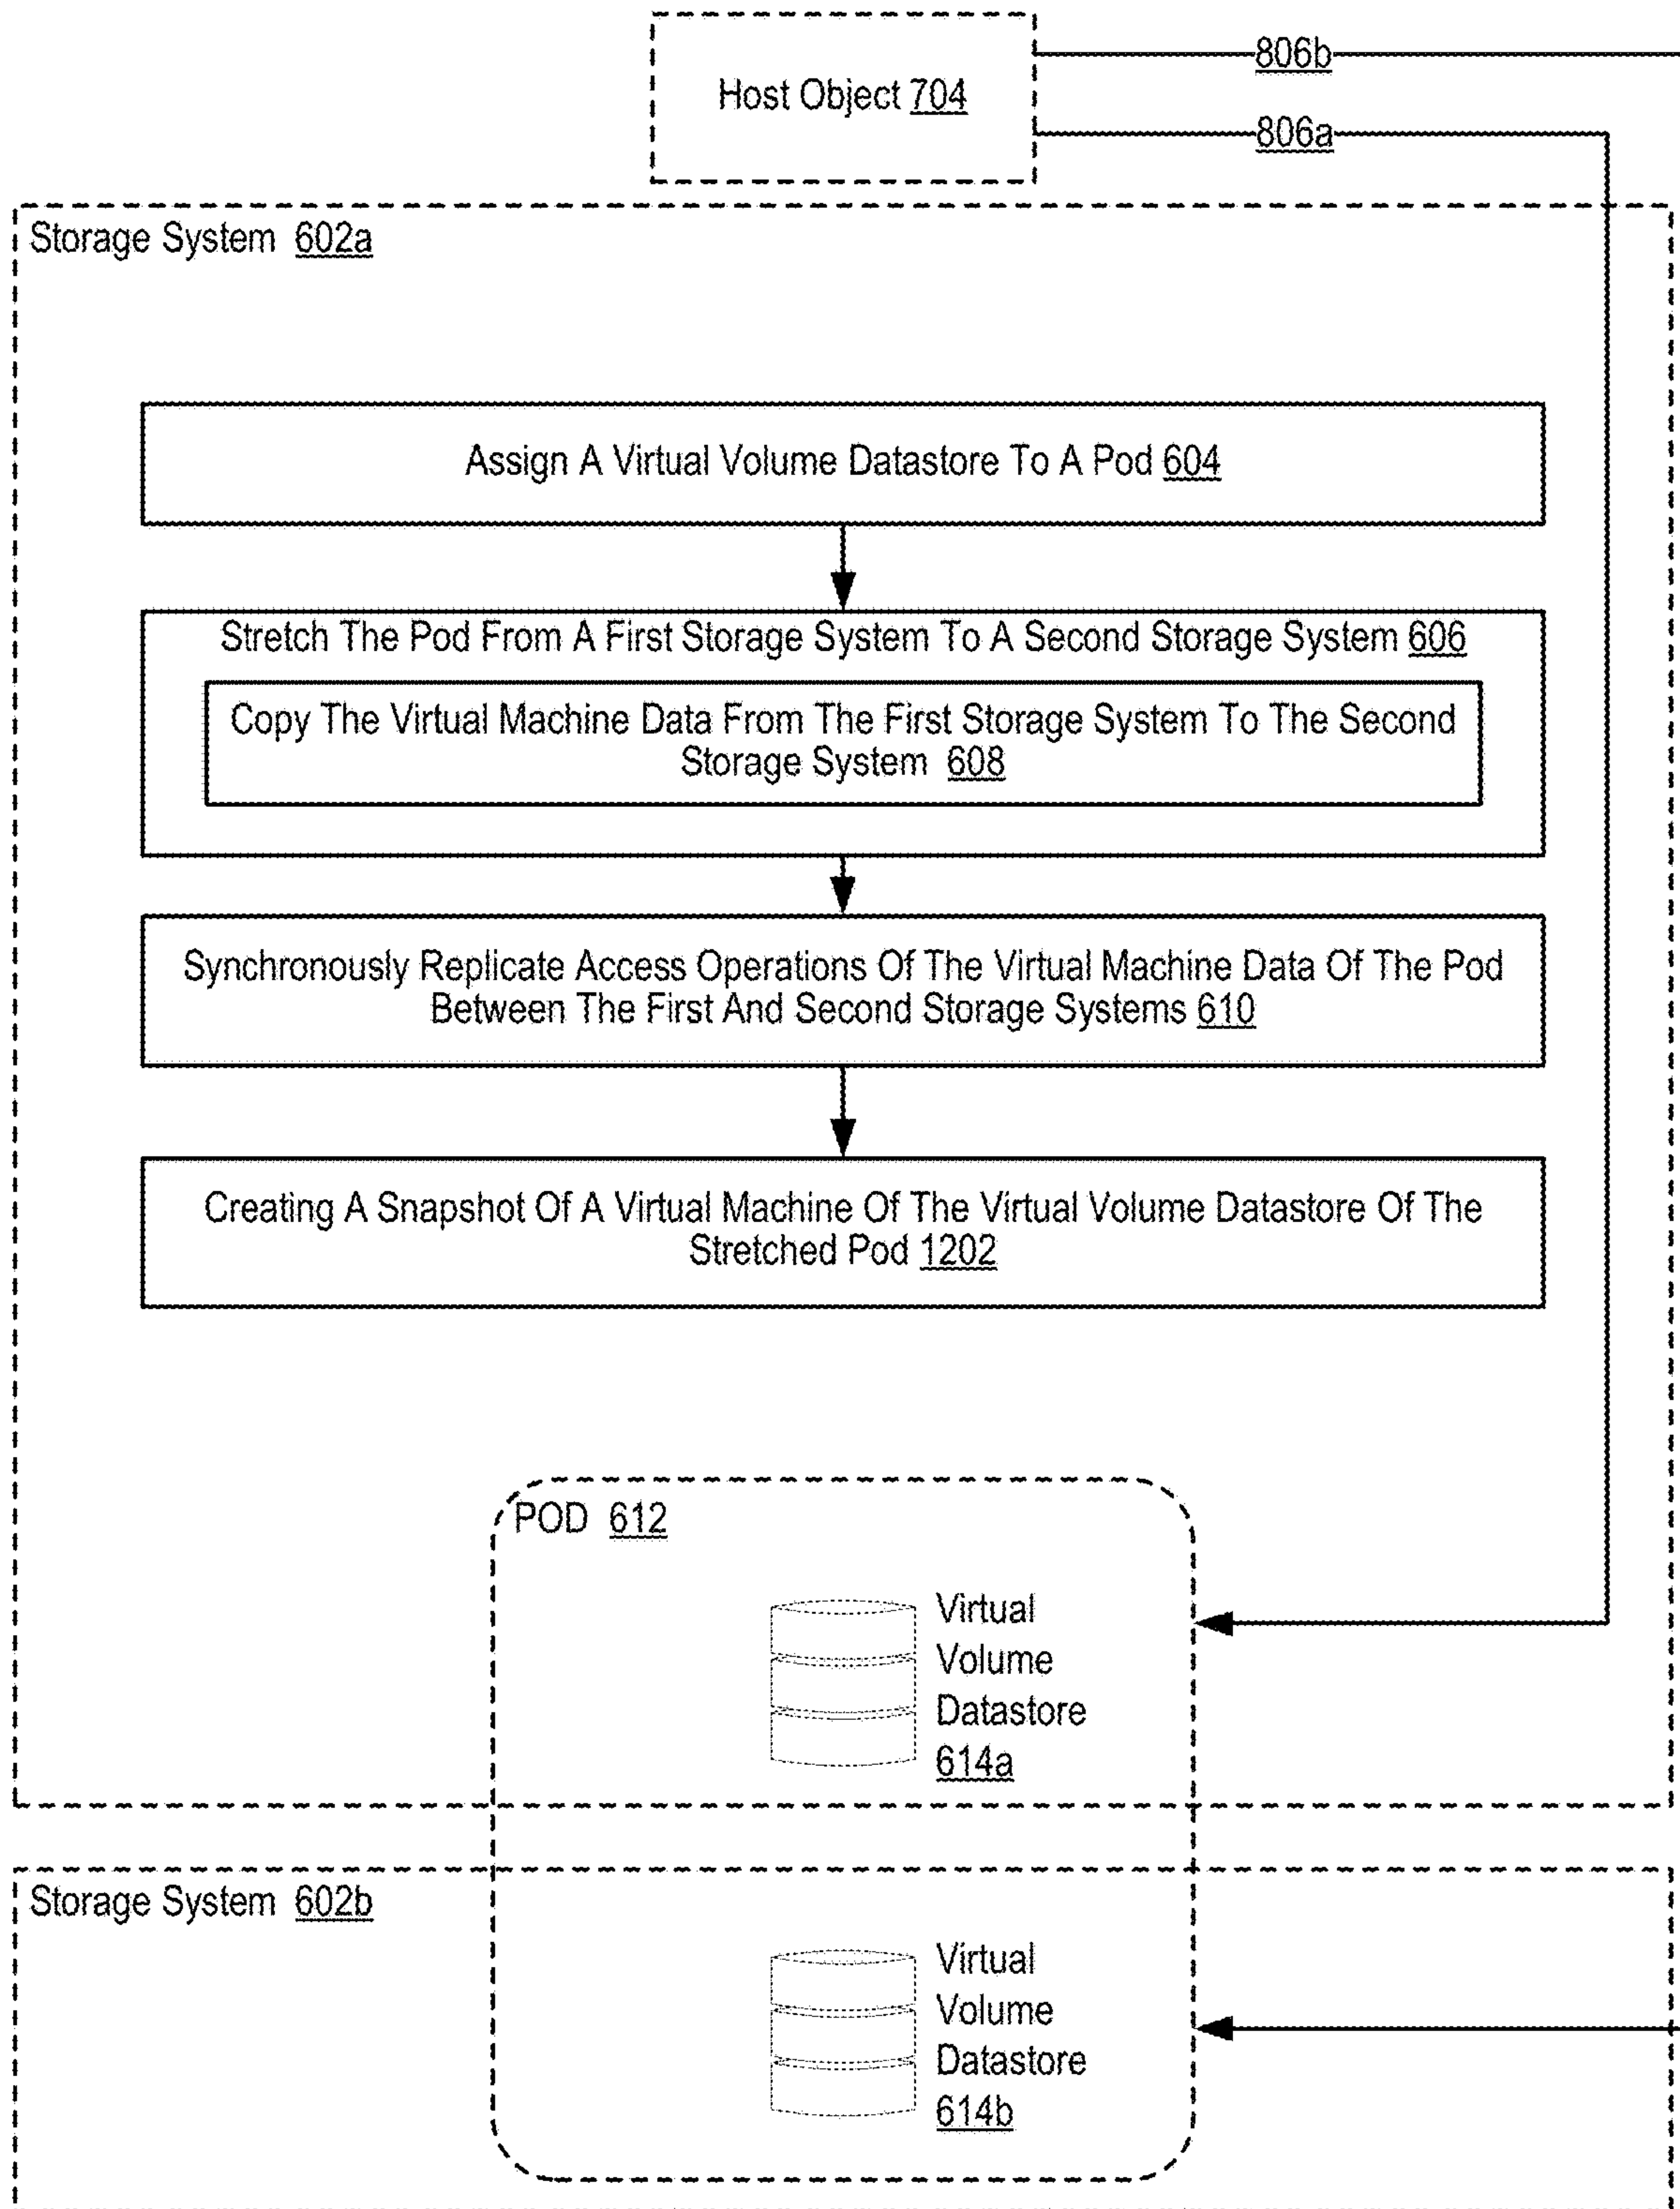 806b
Host Object 704
806a
Storage System 602a
Assign A Virtual Volume Datastore To A Pod 604
Stretch The Pod From A First Storage System To A Second Storage System 606
Copy The Virtual Machine Data From The First Storage System To The Second
Storage System 608
Synchronously Replicate Access Operations Of The Virtual Machine Data Of The Pod
Between The First And Second Storage Systems 610
Creating A Snapshot Of A Virtual Machine Of The Virtual Volume Datastore Of The
Stretched Pod 1202
POD 612
Virtual
Volume
Datastore
614a
Storage System 602b
Virtual
Volume
Datastore
614b